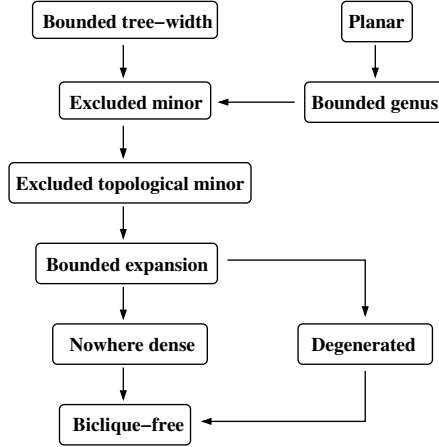 Bounded tree−width
Planar
Excluded minor
Bounded genus
Excluded topological minor
Bounded expansion
Nowhere dense
Degenerated
Biclique−free